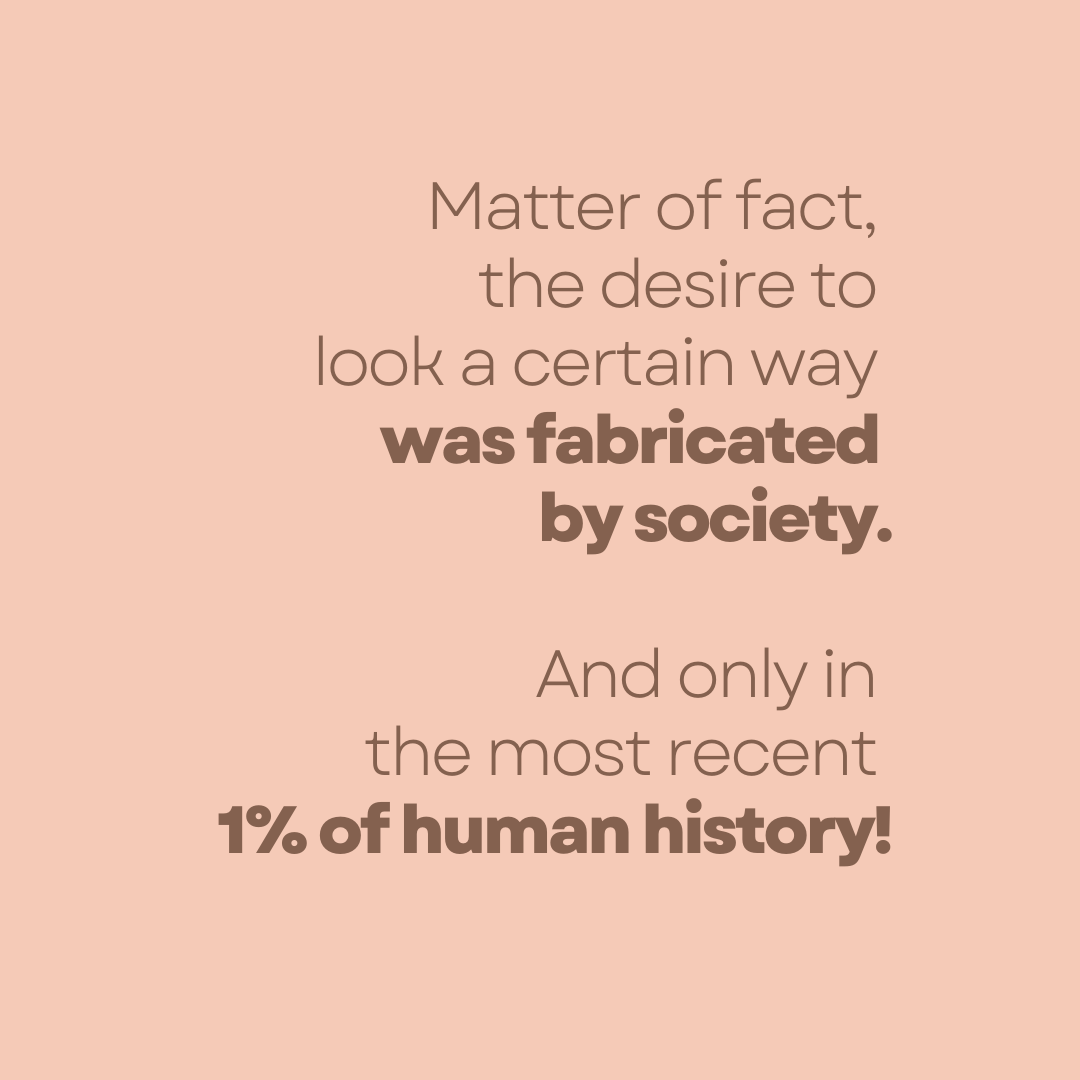 Matter of fact,
the desire to
look a certain way
was fabricated
by society.
And only in
the most recent
1% of human history!